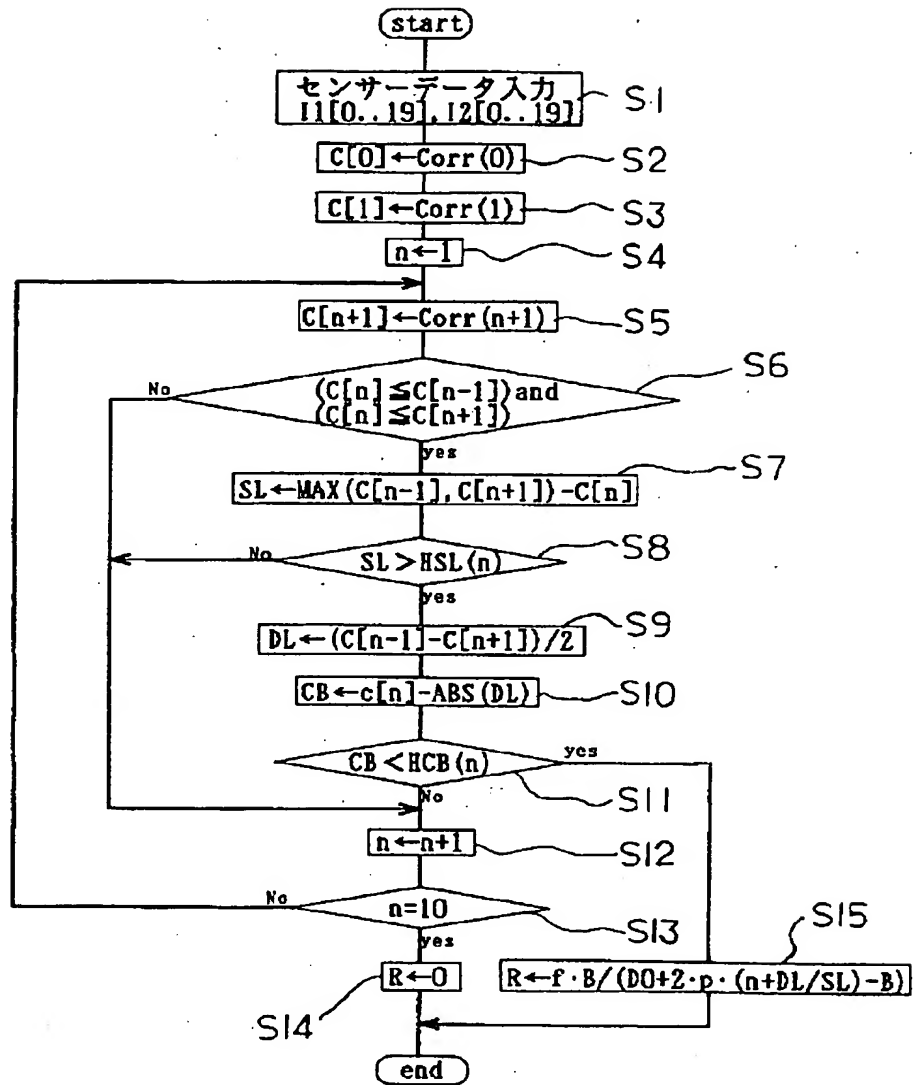 start
センサーデータ入力
I1[0..19],I2[0..19]
S1
C[0]←Corr(0)
S2
C[1]←Corr(1)
S3
n←1
S4
C[n+1]←Corr(n+1)
S5
S6
No
(C[n]≦C[n-1])and
(C[n]≦C[n+1])
yes
S7
SL←MAX(C[n-1],C[n+1])-C[n]
S8
No
SL>HSL(n)
yes
S9
DL←(C[n-1]-C[n+1])/2
CB←c[n]-ABS(DL)
S10
yes
CB<HCB(n)
S11
No
n←n+1
S12
No
n=10
S13
yes
S15
R←0
R←f·B/(D0+2·p·(n+DL/SL)-B)
S14
end